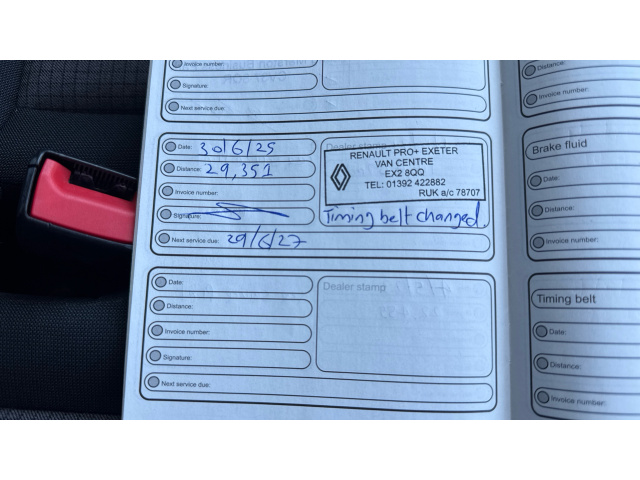 Invoice number:
Signature:
Next service due:
Date: 30/6/25
Distance: 29,351
Invoice number:
Signature:
Next service due: 29/6/27
Dealer stamp
RENAULT PRO+ EXETER
VAN CENTRE
EX2 8QQ
TEL: 01392 422882
RUK a/c 78707
Timing belt changed.
Date:
Distance:
Invoice number:
Signature:
Next service due:
Dealer stamp
Distance:
Invoice number:
Brake fluid
Date:
Distance:
Invoice number:
Timing belt
Date:
Distance:
Invoice number: